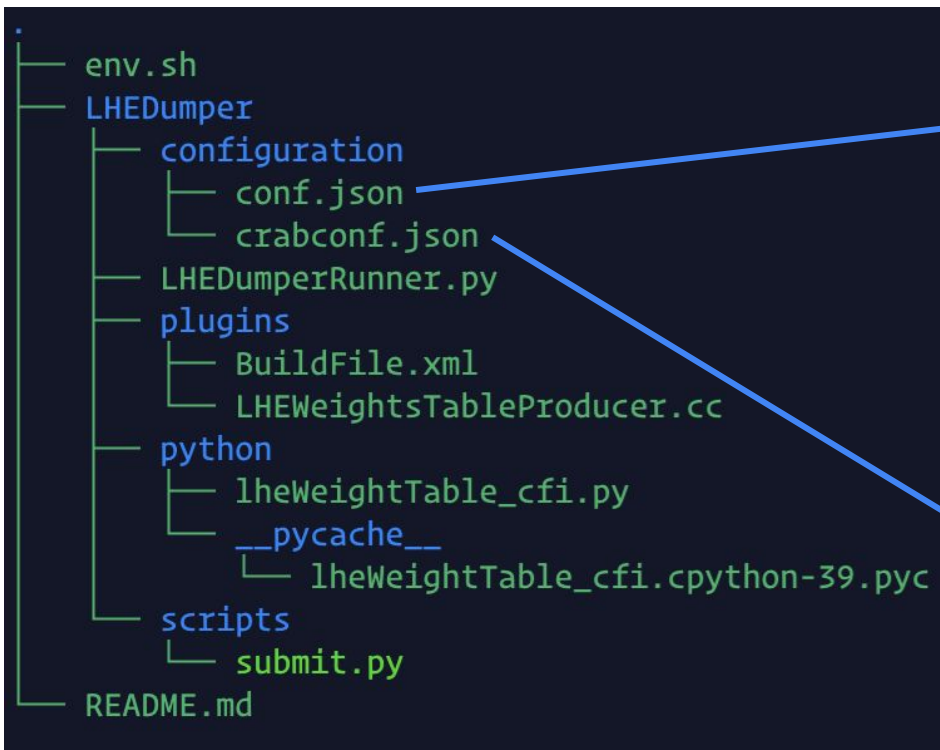 .
├── env.sh
├── LHEDumper
│   ├── configuration
│   │   ├── conf.json
│   │   └── crabconf.json
│   ├── LHEDumperRunner.py
│   ├── plugins
│   │   ├── BuildFile.xml
│   │   └── LHEWeightsTableProducer.cc
│   ├── python
│   │   ├── lheWeightTable_cfi.py
│   │   └── __pycache__
│   │       └── lheWeightTable_cfi.cpython-39.pyc
│   └── scripts
│       └── submit.py
└── README.md